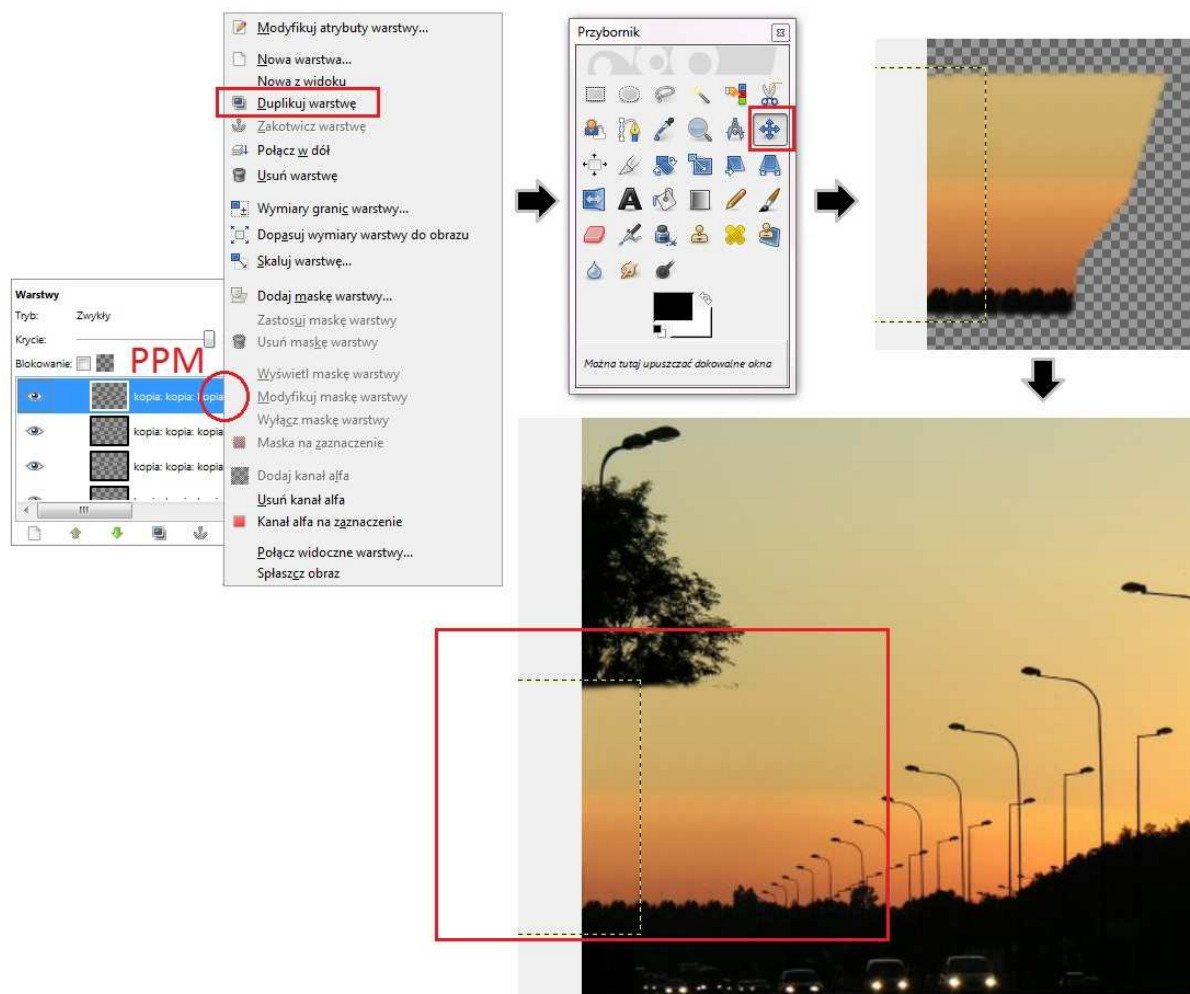 Modyfikuj atrybuty warstwy...
Nowa warstwa...
Nowa z widoku
Duplikuj warstwę
Zakotwicz warstwę
Połącz w dół
Usuń warstwę
Wymiary granic warstwy...
Dopasuj wymiary warstwy do obrazu
Skaluj warstwę...
Dodaj maskę warstwy...
Zastosuj maskę warstwy
Usuń maskę warstwy
Wyświetl maskę warstwy
Modyfikuj maskę warstwy
Wyłącz maskę warstwy
Maska na zaznaczenie
Dodaj kanał alfa
Usuń kanał alfa
Kanał alfa na zaznaczenie
Połącz widoczne warstwy...
Spłaszcz obraz
Warstwy
Tryb: Zwykły
Krycie:
Blokowanie:
PPM
kopia: kopia: kopia
kopia: kopia: kopia
kopia: kopia: kopia
Przybornik
Można tutaj upuszczać dokowalne okna